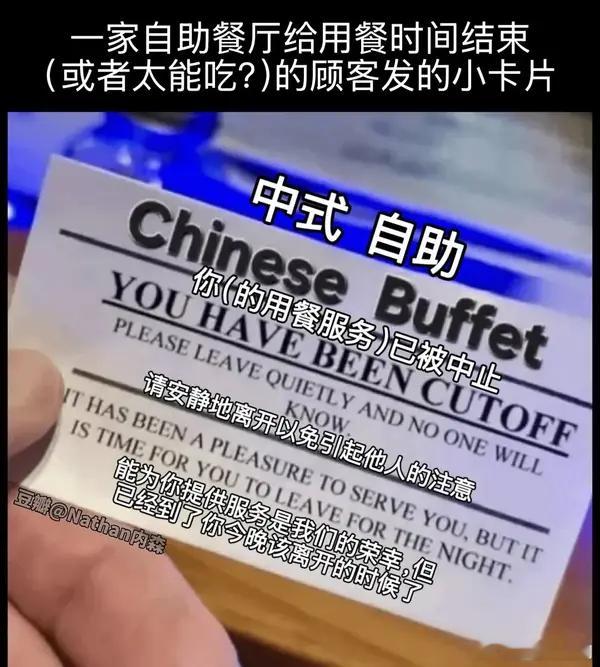 一家自助餐厅给用餐时间结束
(或者太能吃?)的顾客发的小卡片
中式 自助
Chinese Buffet
你(的用餐服务)已被中止
YOU HAVE BEEN CUTOFF
PLEASE LEAVE QUIETLY AND NO ONE WILL
KNOW.
请安静地离开以免引起他人的注意
IT HAS BEEN A PLEASURE TO SERVE YOU, BUT IT
IS TIME FOR YOU TO LEAVE FOR THE NIGHT.
能为你提供服务是我们的荣幸,但
已经到了你今晚该离开的时候了
豆瓣@Nathan内森